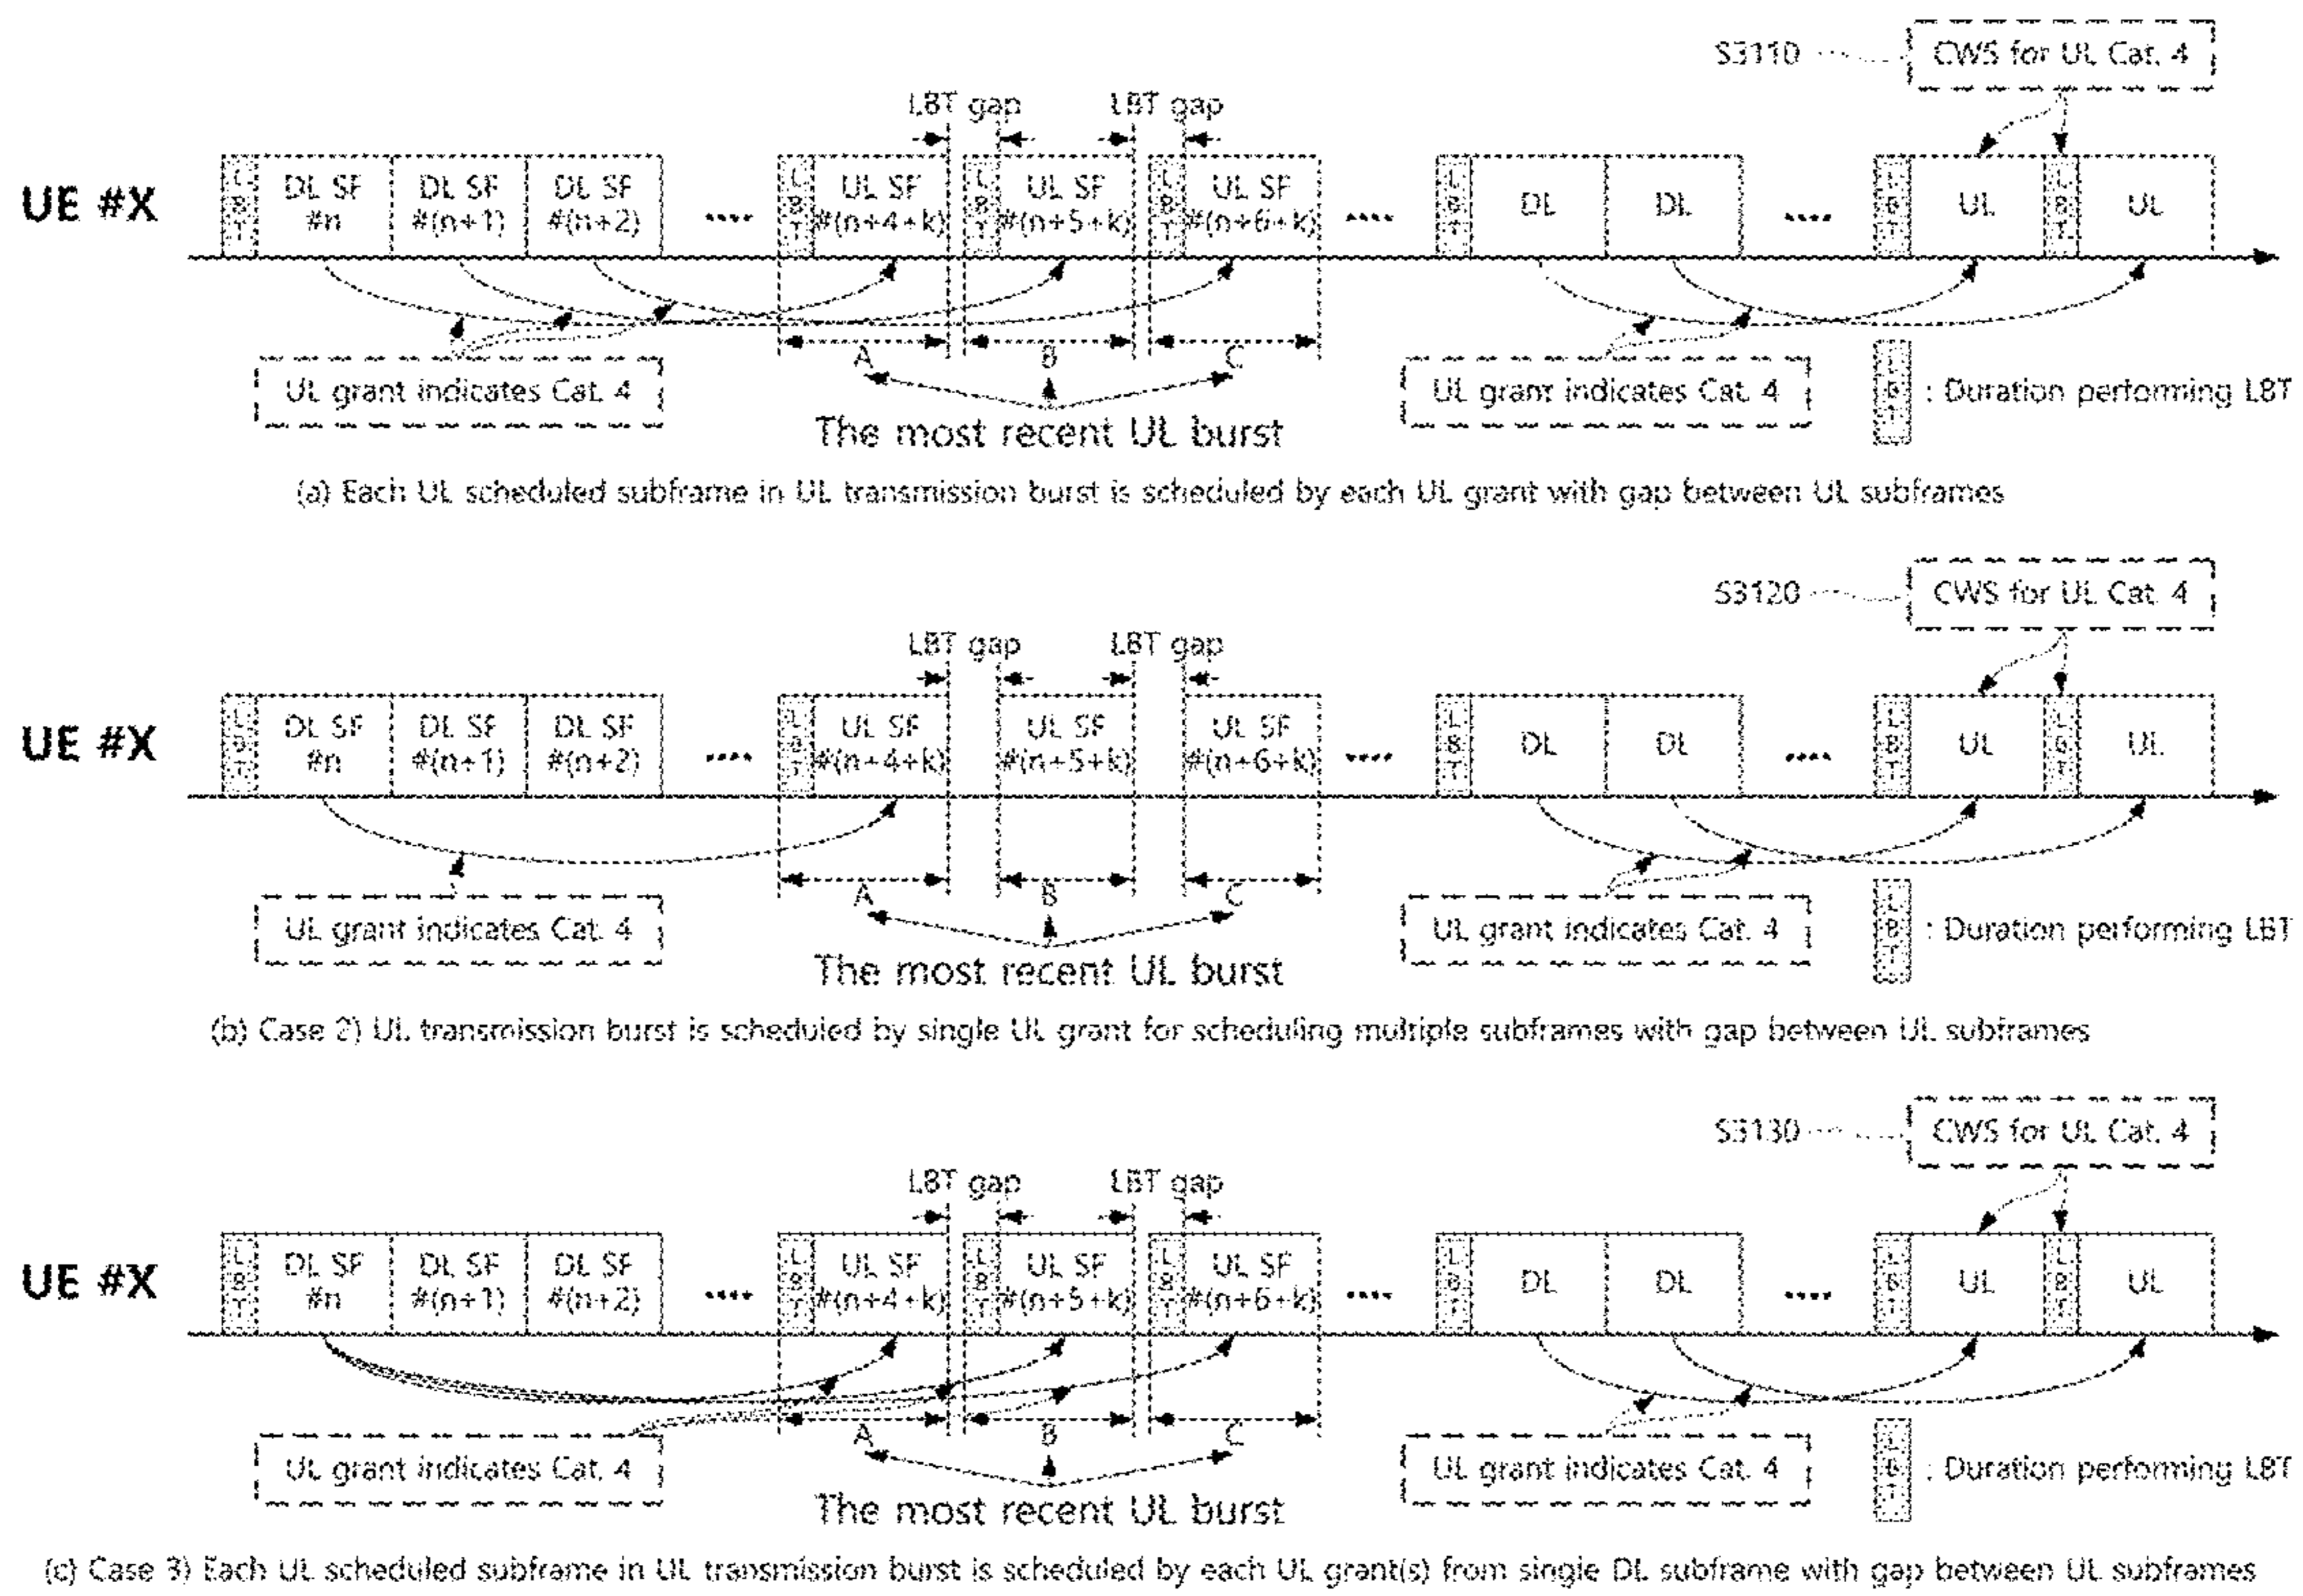 S3110
CWS for UL Cat. 4
LBT gap
LBT gap
UE #X
LBT
DL SF #n
DL SF #(n+1)
DL SF #(n+2)
....
LBT
UL SF #(n+4+k)
LBT
UL SF #(n+5+k)
LBT
UL SF #(n+6+k)
....
LBT
DL
DL
....
LBT
UL
LBT
UL
A
B
C
UL grant indicates Cat. 4
The most recent UL burst
UL grant indicates Cat. 4
LBT
: Duration performing LBT
(a) Each UL scheduled subframe in UL transmission burst is scheduled by each UL grant with gap between UL subframes
S3120
CWS for UL Cat. 4
LBT gap
LBT gap
UE #X
LBT
DL SF #n
DL SF #(n+1)
DL SF #(n+2)
....
LBT
UL SF #(n+4+k)
UL SF #(n+5+k)
UL SF #(n+6+k)
....
LBT
DL
DL
....
LBT
UL
LBT
UL
A
B
C
UL grant indicates Cat. 4
The most recent UL burst
UL grant indicates Cat. 4
LBT
: Duration performing LBT
(b) Case 2) UL transmission burst is scheduled by single UL grant for scheduling multiple subframes with gap between UL subframes
S3130
CWS for UL Cat. 4
LBT gap
LBT gap
UE #X
LBT
DL SF #n
DL SF #(n+1)
DL SF #(n+2)
....
LBT
UL SF #(n+4+k)
LBT
UL SF #(n+5+k)
LBT
UL SF #(n+6+k)
....
LBT
DL
DL
....
LBT
UL
LBT
UL
A
B
C
UL grant indicates Cat. 4
The most recent UL burst
UL grant indicates Cat. 4
LBT
: Duration performing LBT
(c) Case 3) Each UL scheduled subframe in UL transmission burst is scheduled by each UL grant(s) from single DL subframe with gap between UL subframes